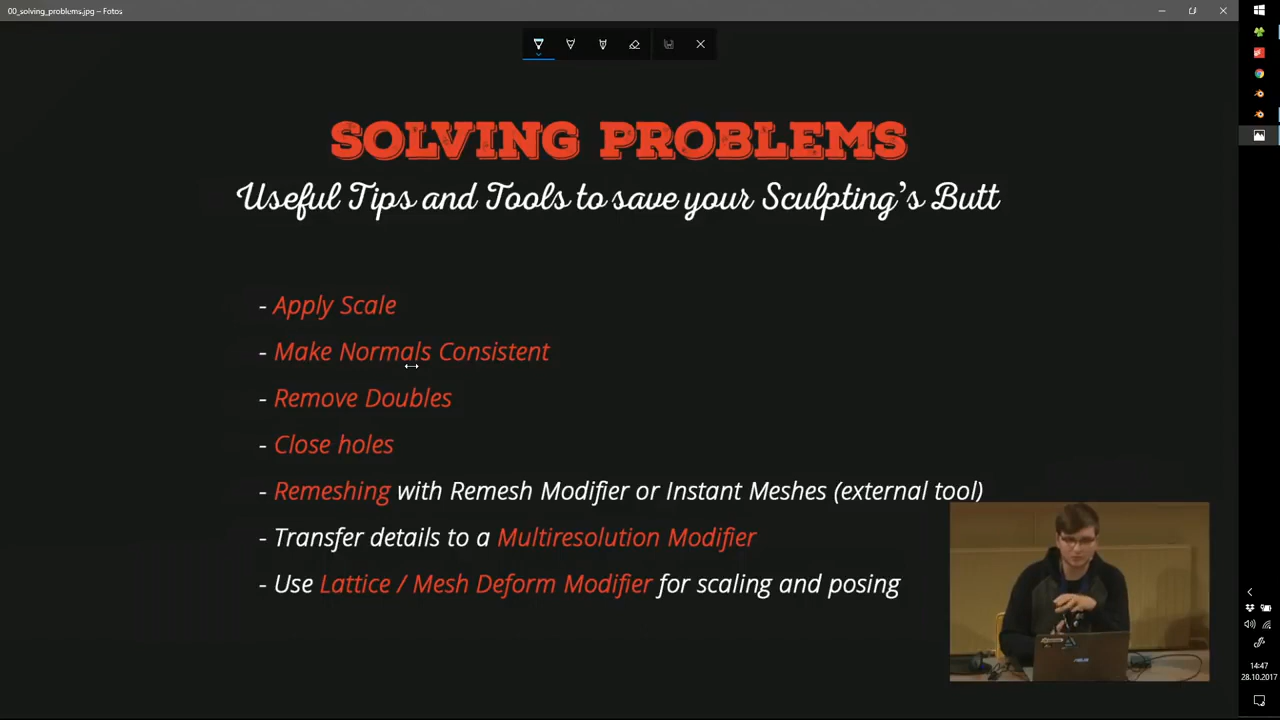 00_solving_problems.jpg – Fotos
SOLVING PROBLEMS
Useful Tips and Tools to save your Sculpting's Butt
- Apply Scale
- Make Normals Consistent
- Remove Doubles
- Close holes
- Remeshing with Remesh Modifier or Instant Meshes (external tool)
- Transfer details to a Multiresolution Modifier
- Use Lattice / Mesh Deform Modifier for scaling and posing
ASUS
14:47
28.10.2017